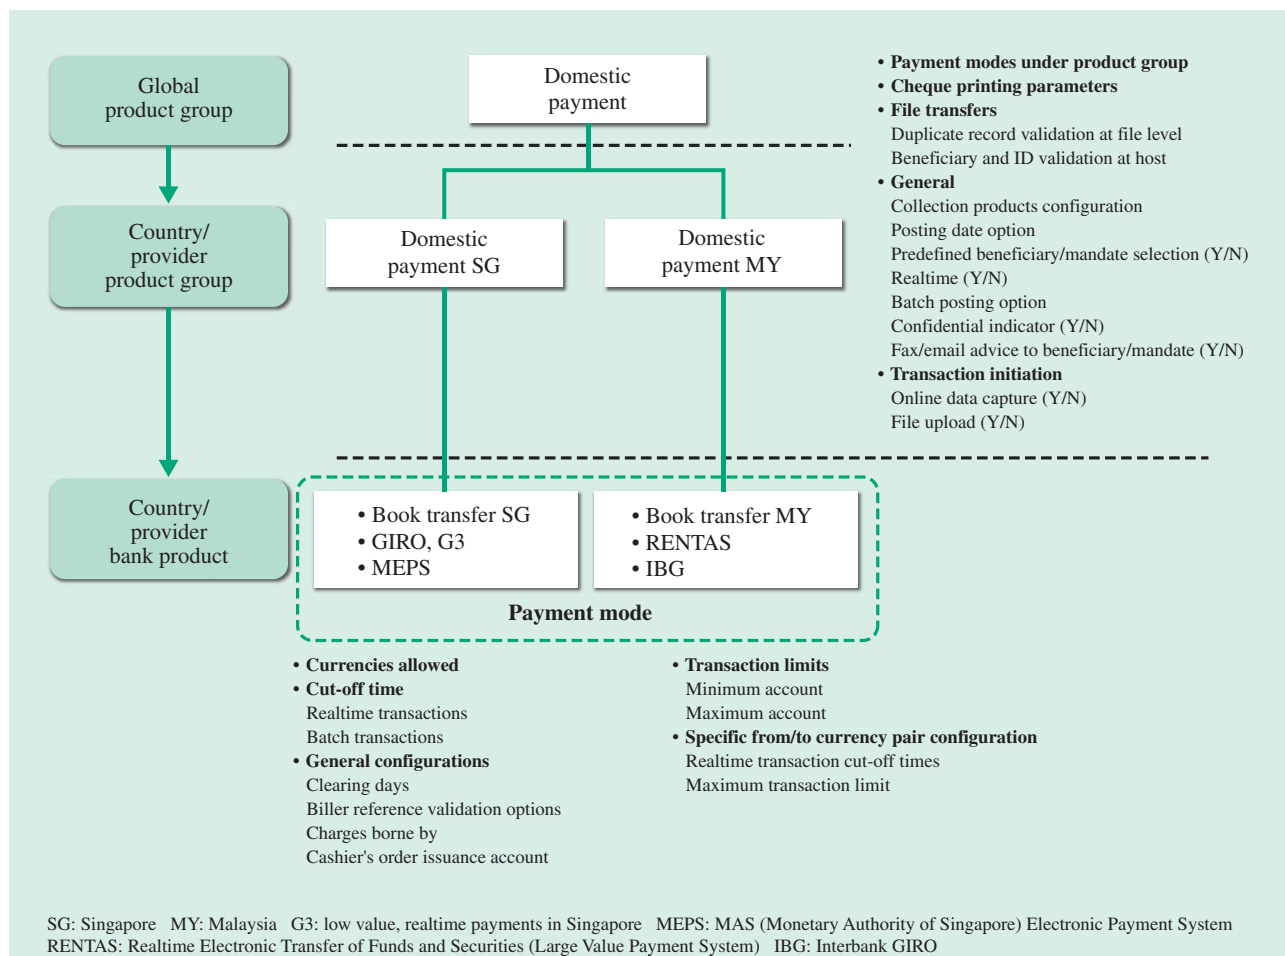 Global
product group
Domestic
payment
• Payment modes under product group
• Cheque printing parameters
• File transfers
Duplicate record validation at file level
Beneficiary and ID validation at host
• General
Collection products configuration
Posting date option
Predefined beneficiary/mandate selection (Y/N)
Realtime (Y/N)
Batch posting option
Confidential indicator (Y/N)
Fax/email advice to beneficiary/mandate (Y/N)
• Transaction initiation
Online data capture (Y/N)
File upload (Y/N)
Country/
provider
product group
Domestic
payment SG
Domestic
payment MY
Country/
provider
bank product
• Book transfer SG
• GIRO, G3
• MEPS
• Book transfer MY
• RENTAS
• IBG
Payment mode
• Currencies allowed
• Cut-off time
Realtime transactions
Batch transactions
• General configurations
Clearing days
Biller reference validation options
Charges borne by
Cashier's order issuance account
• Transaction limits
Minimum account
Maximum account
• Specific from/to currency pair configuration
Realtime transaction cut-off times
Maximum transaction limit
SG: Singapore MY: Malaysia G3: low value, realtime payments in Singapore MEPS: MAS (Monetary Authority of Singapore) Electronic Payment System
RENTAS: Realtime Electronic Transfer of Funds and Securities (Large Value Payment System) IBG: Interbank GIRO